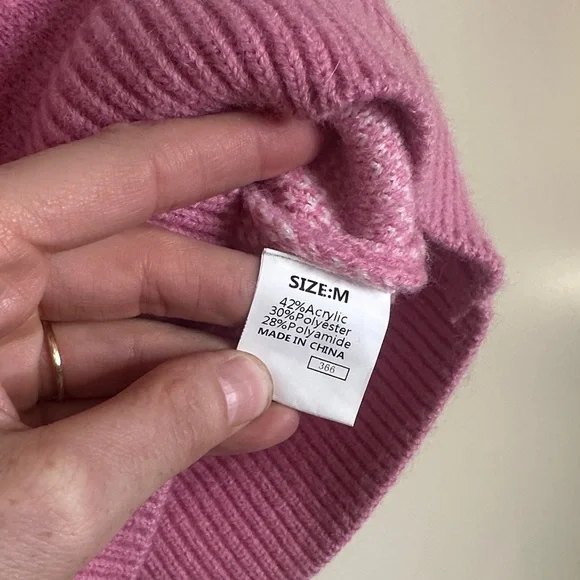 SIZE:M
42%Acrylic
30%Polyester
28%Polyamide
MADE IN CHINA
366